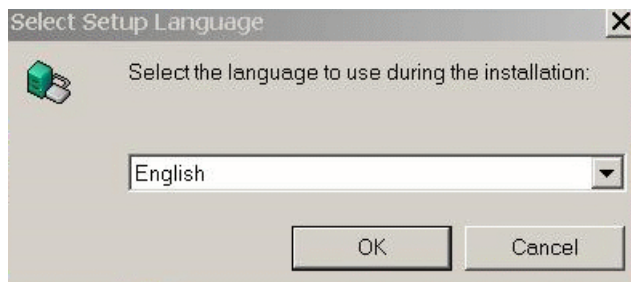 Select Setup Language
Select the language to use during the installation:
English
OK
Cancel